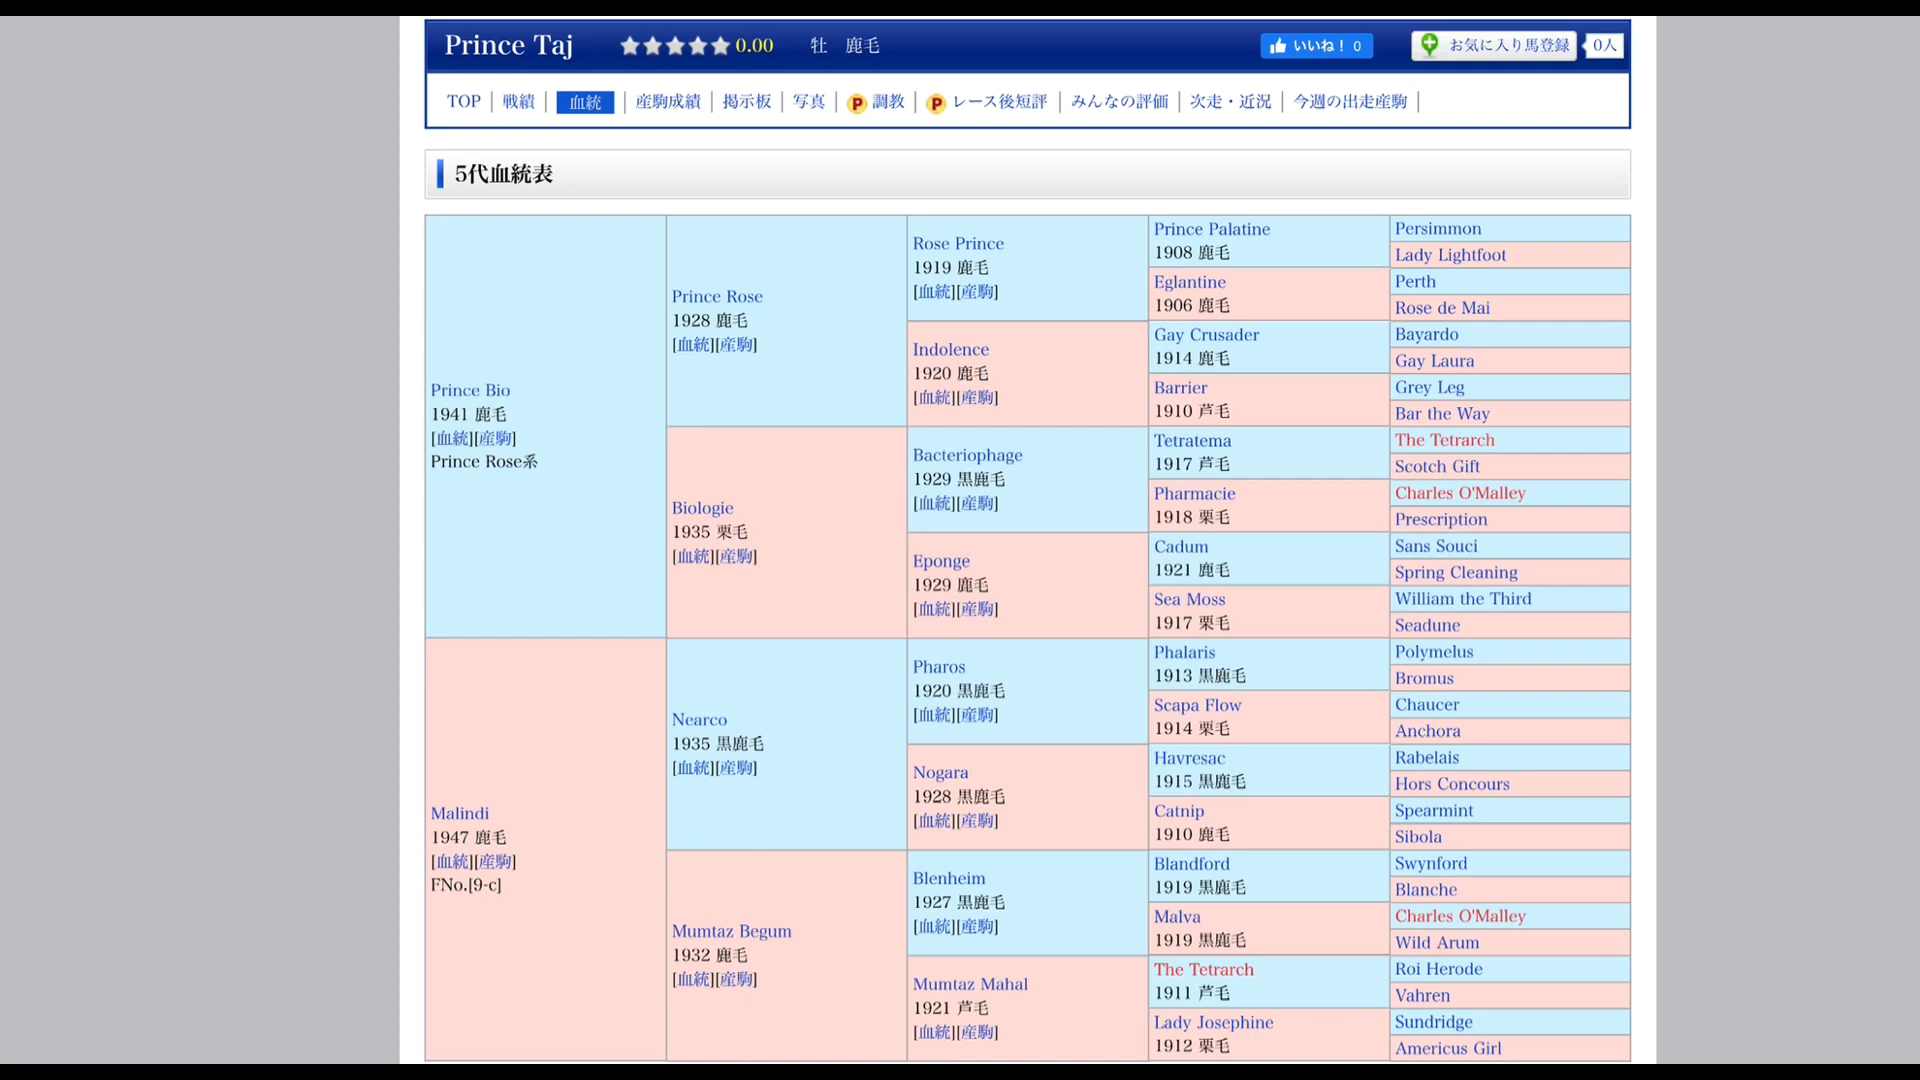 Prince Taj 0.00 牡 鹿毛 いいね！ 0 お気に入り馬登録 0人
TOP 戦績 血統 産駒成績 掲示板 写真 P 調教 P レース後短評 みんなの評価 次走・近況 今週の出走産駒
5代血統表
Prince Bio
1941 鹿毛
[血統][産駒]
Prince Rose系
Prince Rose
1928 鹿毛
[血統][産駒]
Rose Prince
1919 鹿毛
[血統][産駒]
Prince Palatine
1908 鹿毛
Persimmon
Lady Lightfoot
Eglantine
1906 鹿毛
Perth
Rose de Mai
Indolence
1920 鹿毛
[血統][産駒]
Gay Crusader
1914 鹿毛
Bayardo
Gay Laura
Barrier
1910 芦毛
Grey Leg
Bar the Way
Biologie
1935 栗毛
[血統][産駒]
Bacteriophage
1929 黒鹿毛
[血統][産駒]
Tetratema
1917 芦毛
The Tetrarch
Scotch Gift
Pharmacie
1918 栗毛
Charles O'Malley
Prescription
Eponge
1929 鹿毛
[血統][産駒]
Cadum
1921 鹿毛
Sans Souci
Spring Cleaning
Sea Moss
1917 栗毛
William the Third
Seadune
Malindi
1947 鹿毛
[血統][産駒]
FNo.[9-c]
Nearco
1935 黒鹿毛
[血統][産駒]
Pharos
1920 黒鹿毛
[血統][産駒]
Phalaris
1913 黒鹿毛
Polymelus
Bromus
Scapa Flow
1914 栗毛
Chaucer
Anchora
Nogara
1928 黒鹿毛
[血統][産駒]
Havresac
1915 黒鹿毛
Rabelais
Hors Concours
Catnip
1910 鹿毛
Spearmint
Sibola
Mumtaz Begum
1932 鹿毛
[血統][産駒]
Blenheim
1927 黒鹿毛
[血統][産駒]
Blandford
1919 黒鹿毛
Swynford
Blanche
Malva
1919 黒鹿毛
Charles O'Malley
Wild Arum
Mumtaz Mahal
1921 芦毛
[血統][産駒]
The Tetrarch
1911 芦毛
Roi Herode
Vahren
Lady Josephine
1912 栗毛
Sundridge
Americus Girl